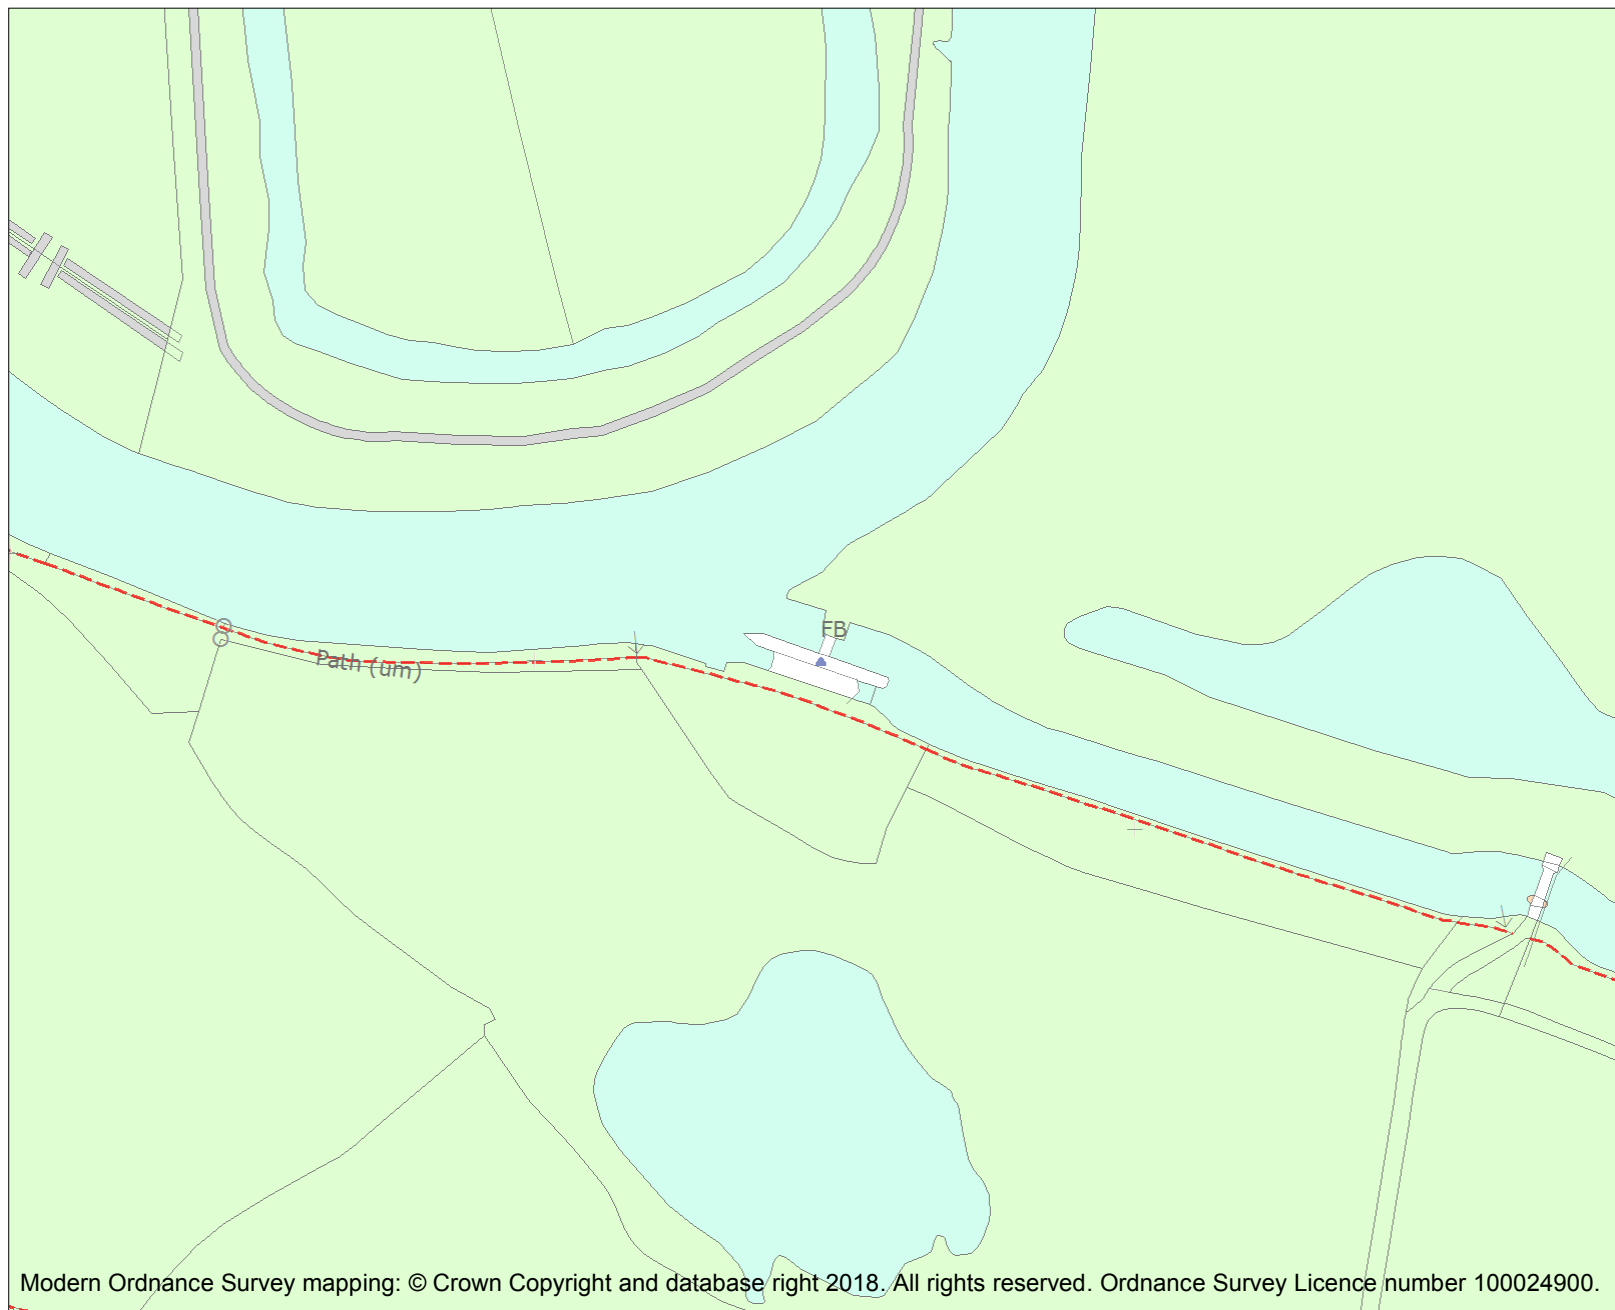 FB
Path (um)
Modern Ordnance Survey mapping: © Crown Copyright and database right 2018. All rights reserved. Ordnance Survey Licence number 100024900.